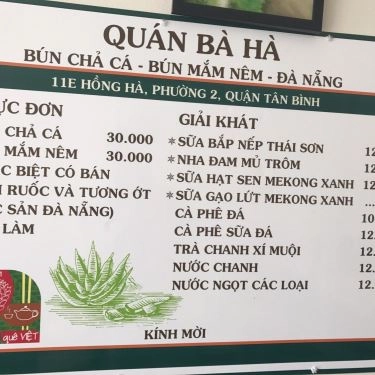 QUÁN BÀ HÀ
BÚN CHẢ CÁ - BÚN MẮM NÊM - ĐÀ NẴNG
11E HỒNG HÀ, PHƯỜNG 2, QUẬN TÂN BÌNH
ỰC ĐƠN
CHẢ CÁ 30.000
MẮM NÊM 30.000
C BIỆT CÓ BÁN
RUỐC VÀ TƯƠNG ỚT
SẢN ĐÀ NẴNG)
LÀM
GIẢI KHÁT
*SỮA BẮP NẾP THÁI SƠN 12
*NHA ĐAM MỦ TRÔM 12
*SỮA HẠT SEN MEKONG XANH 12
*SỮA GẠO LỨT MEKONG XANH ...
CÀ PHÊ ĐÁ 10
CÀ PHÊ SỮA ĐÁ 12.
TRÀ CHANH XÍ MUỘI 12.
NƯỚC CHANH 12.
NƯỚC NGỌT CÁC LOẠI 12.
quê VIỆT
KÍNH MỜI